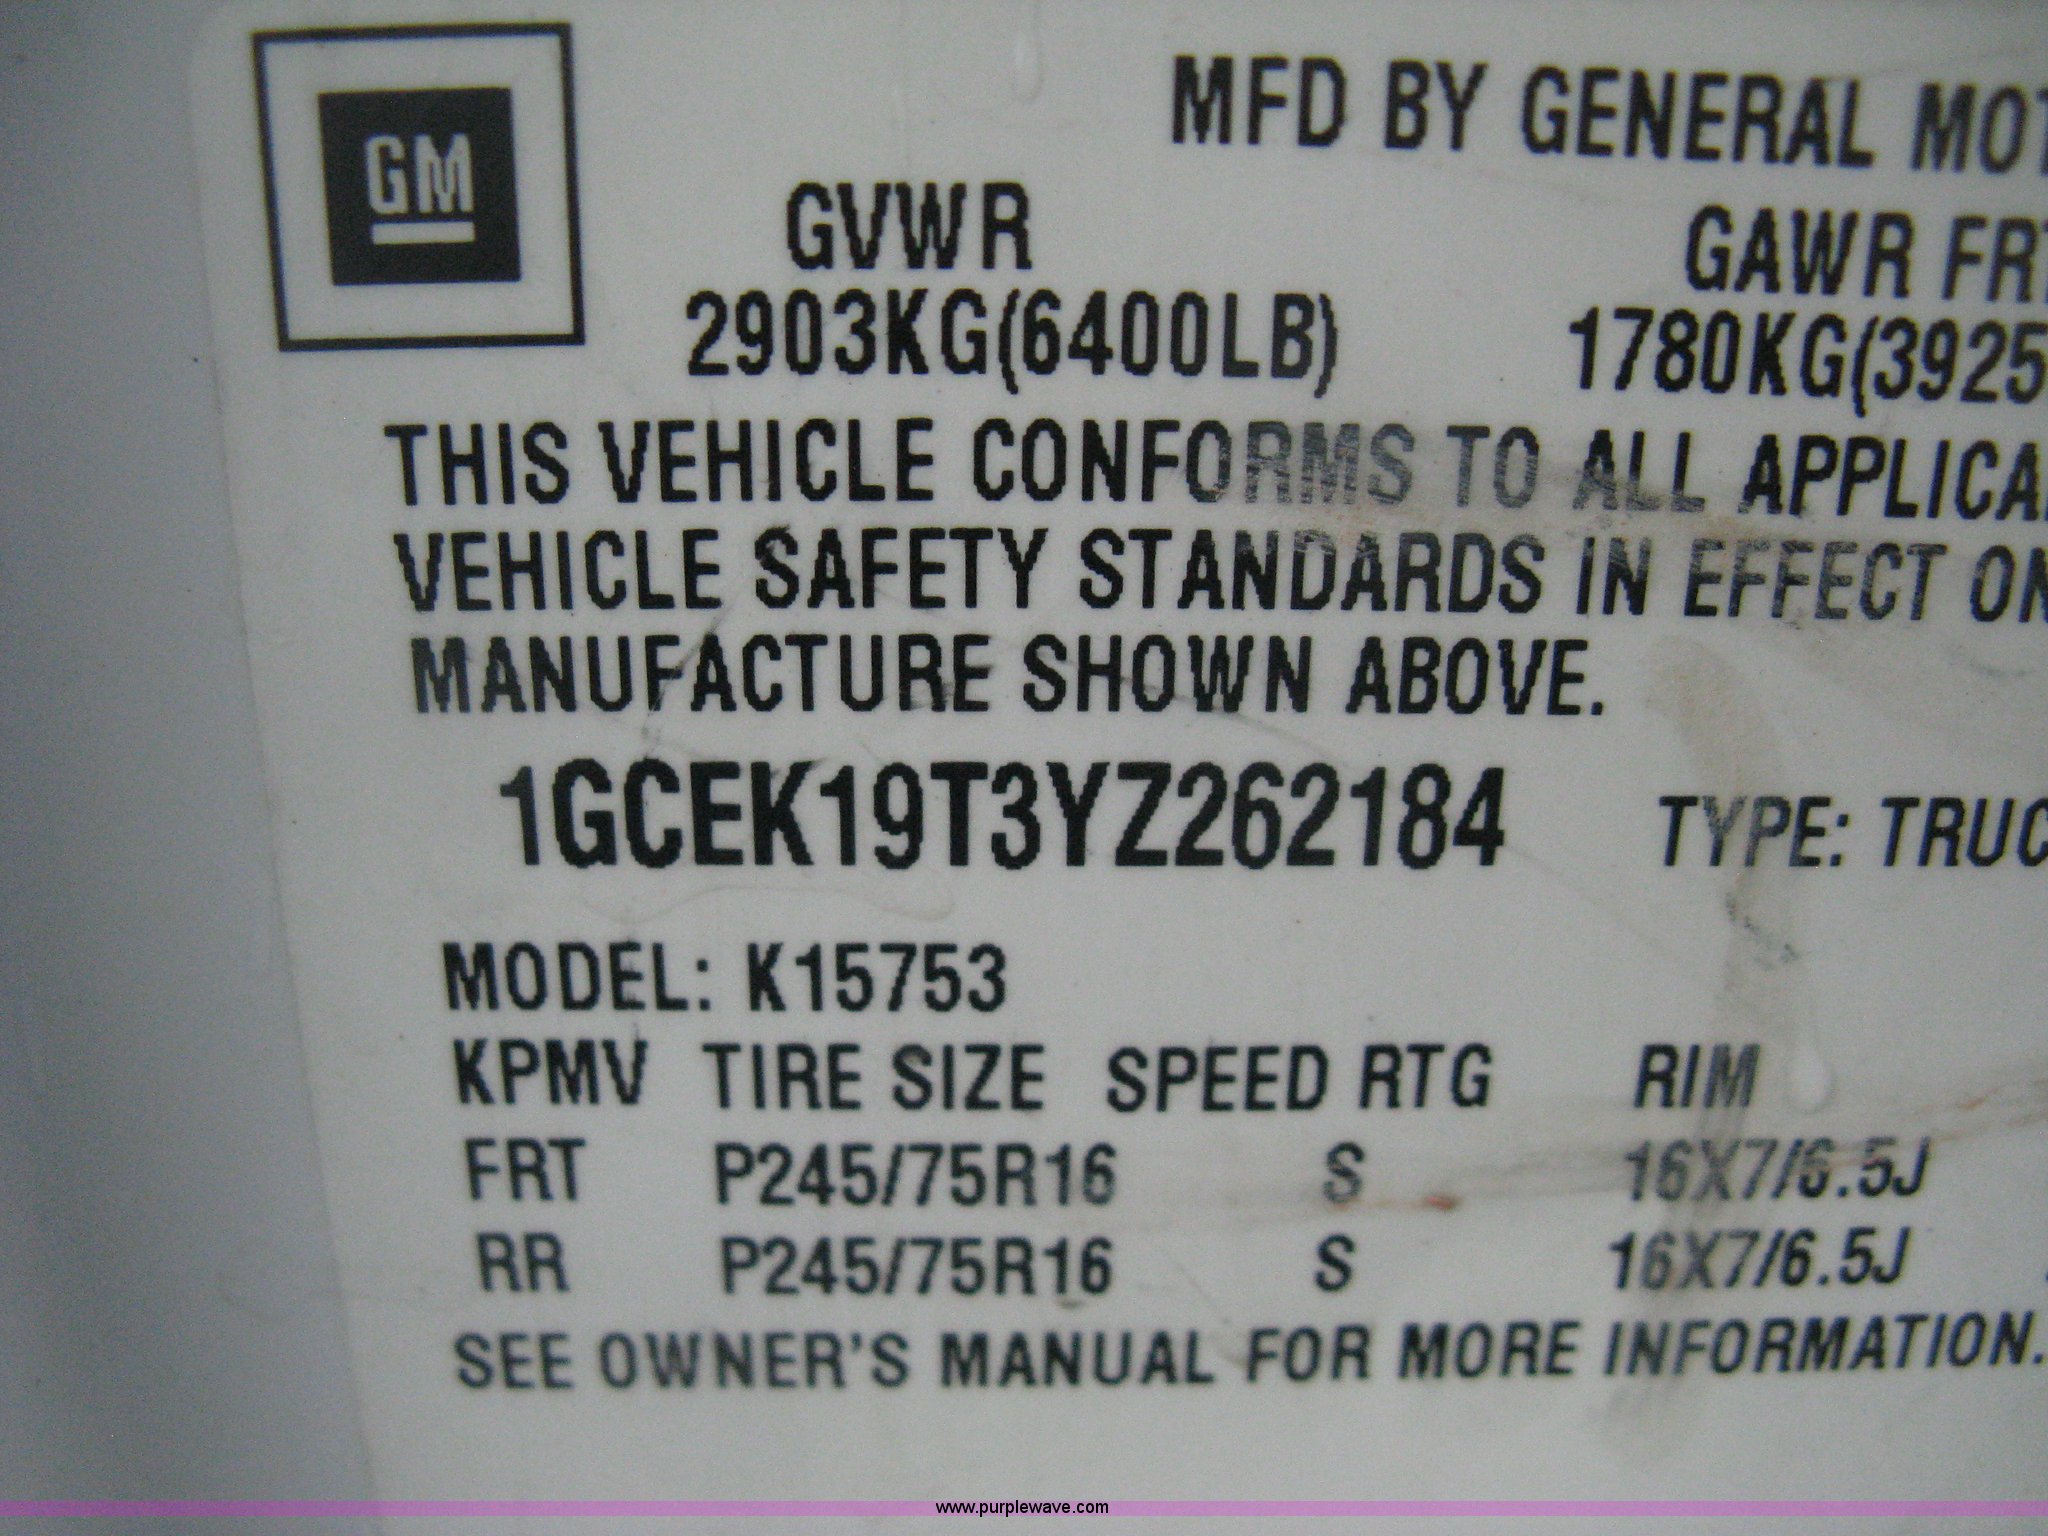 GM
MFD BY GENERAL MOT
GVWR GAWR FRT
2903KG(6400LB) 1780KG(3925
THIS VEHICLE CONFORMS TO ALL APPLICA
VEHICLE SAFETY STANDARDS IN EFFECT ON
MANUFACTURE SHOWN ABOVE.
1GCEK19T3YZ262184 TYPE: TRUC
MODEL: K15753
KPMV TIRE SIZE SPEED RTG RIM
FRT P245/75R16 S 16X7/6.5J
RR P245/75R16 S 16X7/6.5J
SEE OWNER'S MANUAL FOR MORE INFORMATION.
www.purplewave.com